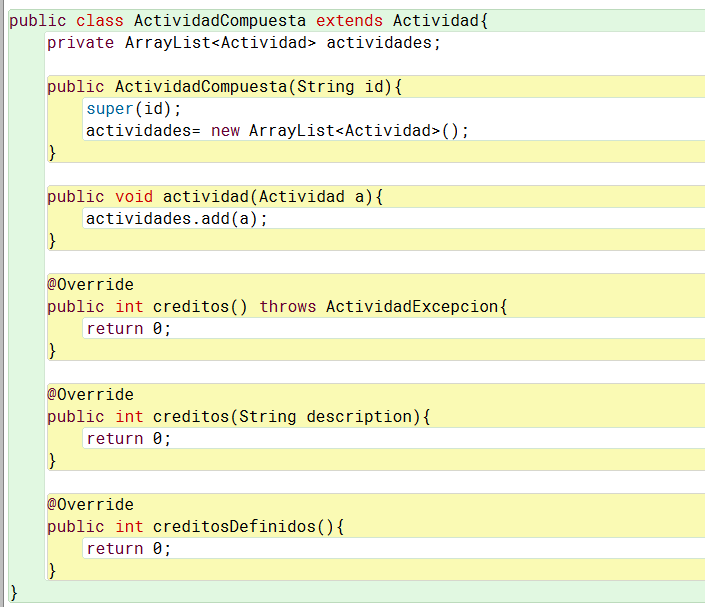 public class ActividadCompuesta extends Actividad{
    private ArrayList<Actividad> actividades;

    public ActividadCompuesta(String id){
        super(id);
        actividades= new ArrayList<Actividad>();
    }

    public void actividad(Actividad a){
        actividades.add(a);
    }

    @Override
    public int creditos() throws ActividadExcepcion{
        return 0;
    }

    @Override
    public int creditos(String description){
        return 0;
    }

    @Override
    public int creditosDefinidos(){
        return 0;
    }
}